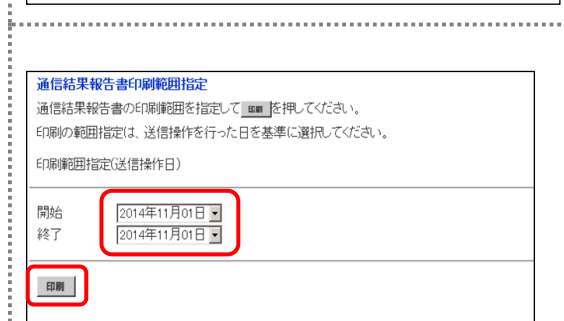 通信結果報告書印刷範囲指定
通信結果報告書の印刷範囲を指定して 印刷 を押してください。
印刷の範囲指定は、送信操作を行った日を基準に選択してください。
印刷範囲指定(送信操作日)
開始 2014年11月01日
終了 2014年11月01日
印刷